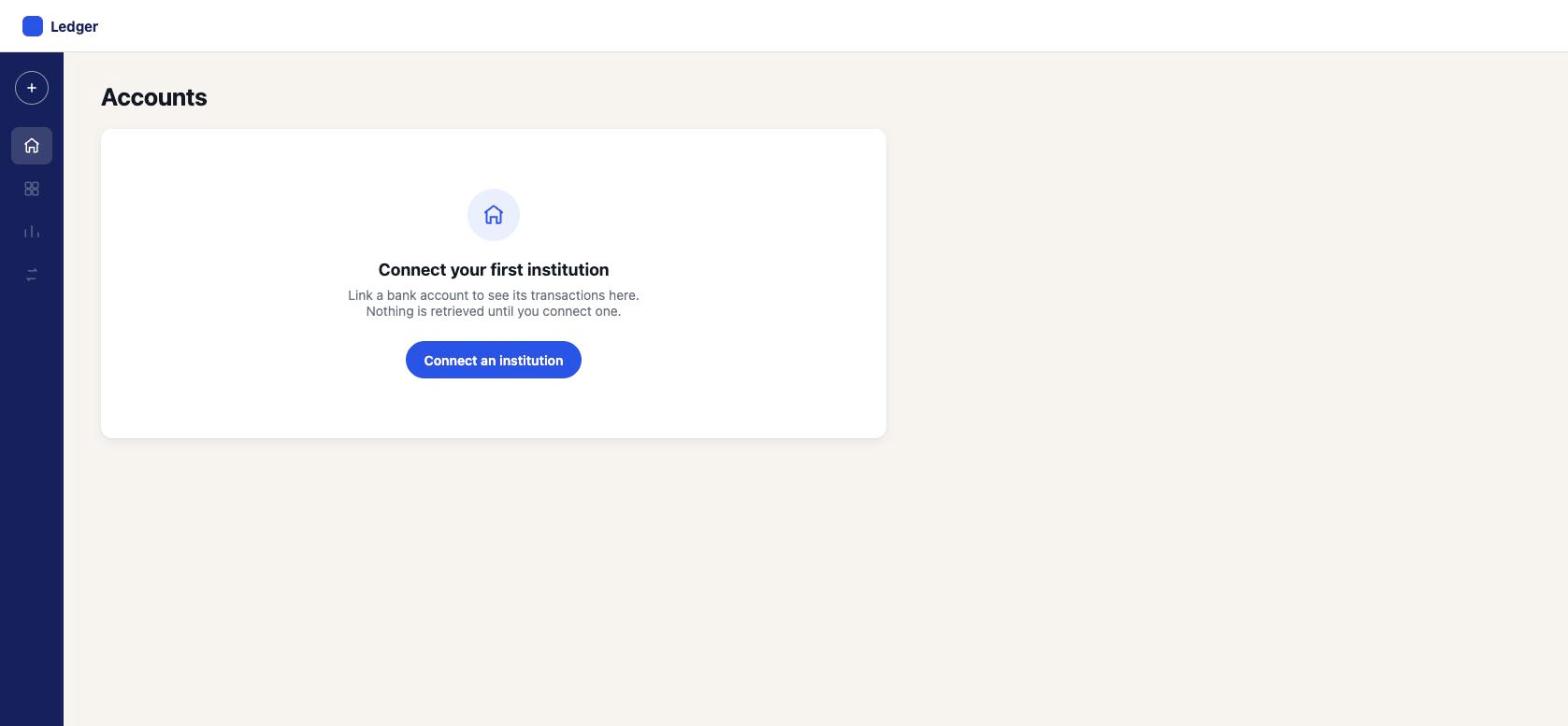 Ledger
Accounts
Connect your first institution
Link a bank account to see its transactions here.
Nothing is retrieved until you connect one.
Connect an institution